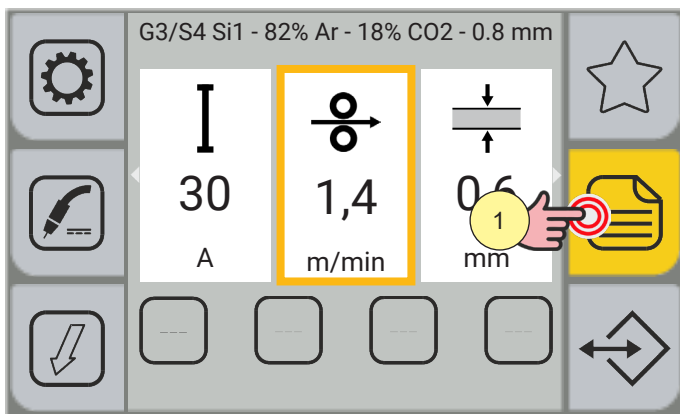 G3/S4 Si1 - 82% Ar - 18% CO2 - 0.8 mm
30 1,4 0,6
1
A m/min mm
--- --- --- ---